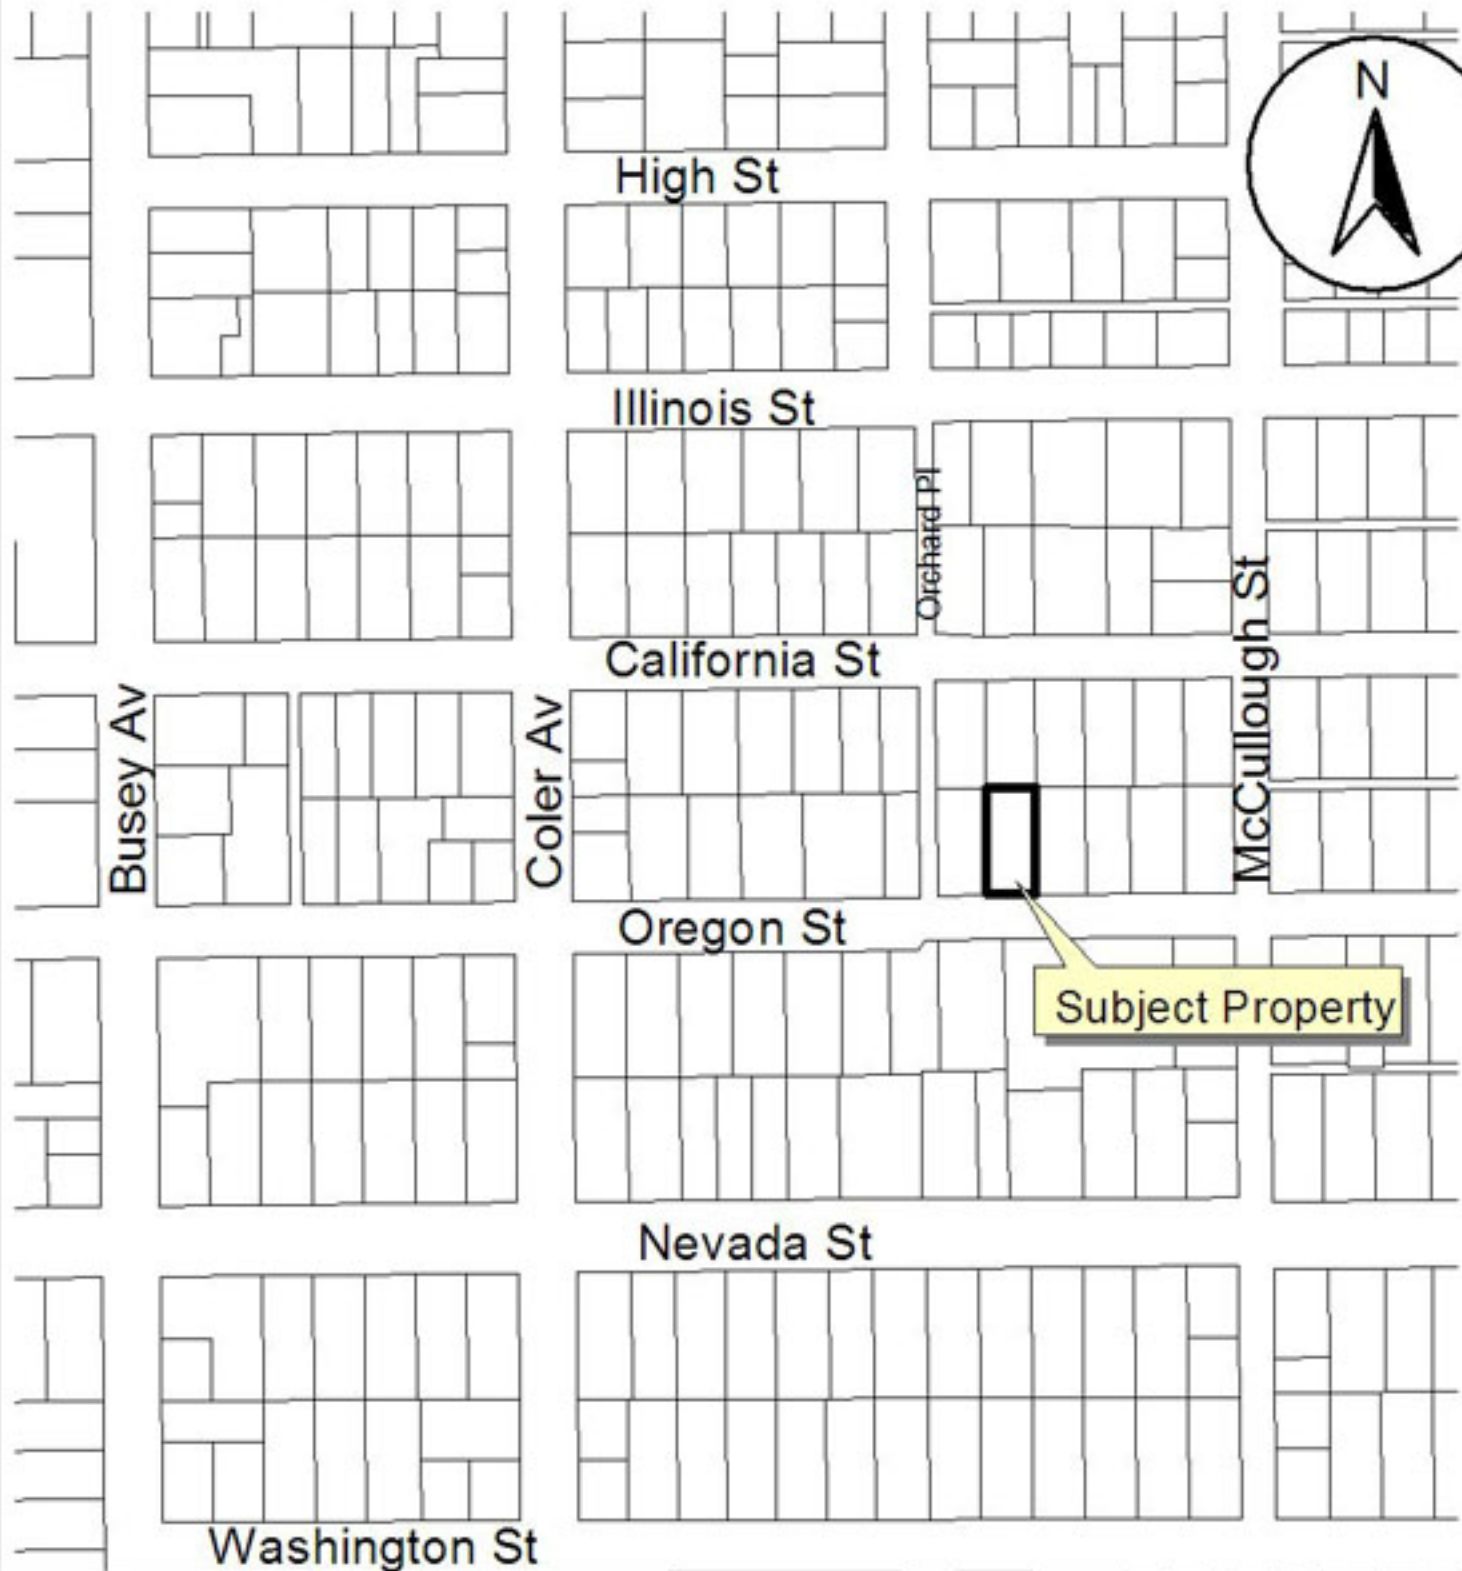 N
High St
Illinois St
Orchard Pl
McCullough St
California St
Busey Av
Coler Av
Oregon St
Subject Property
Nevada St
Washington St